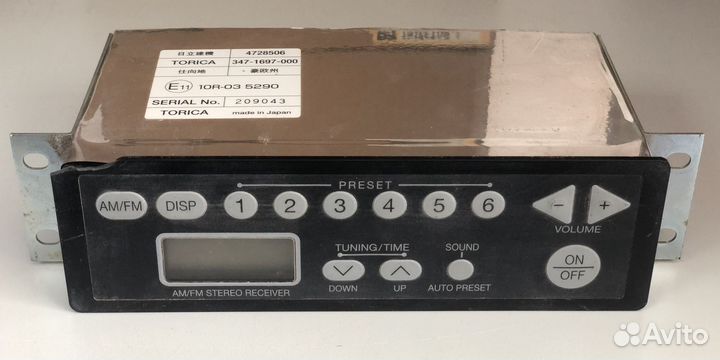 日立建機 4728506
TORICA 347-1697-000
仕向地 ・豪欧州
E11 10R-03 5290
SERIAL No. 209043
TORICA made in Japan
PRESET
AM/FM DISP 1 2 3 4 5 6 - +
VOLUME
TUNING/TIME SOUND
ON
OFF
DOWN UP AUTO PRESET
AM/FM STEREO RECEIVER
Avito